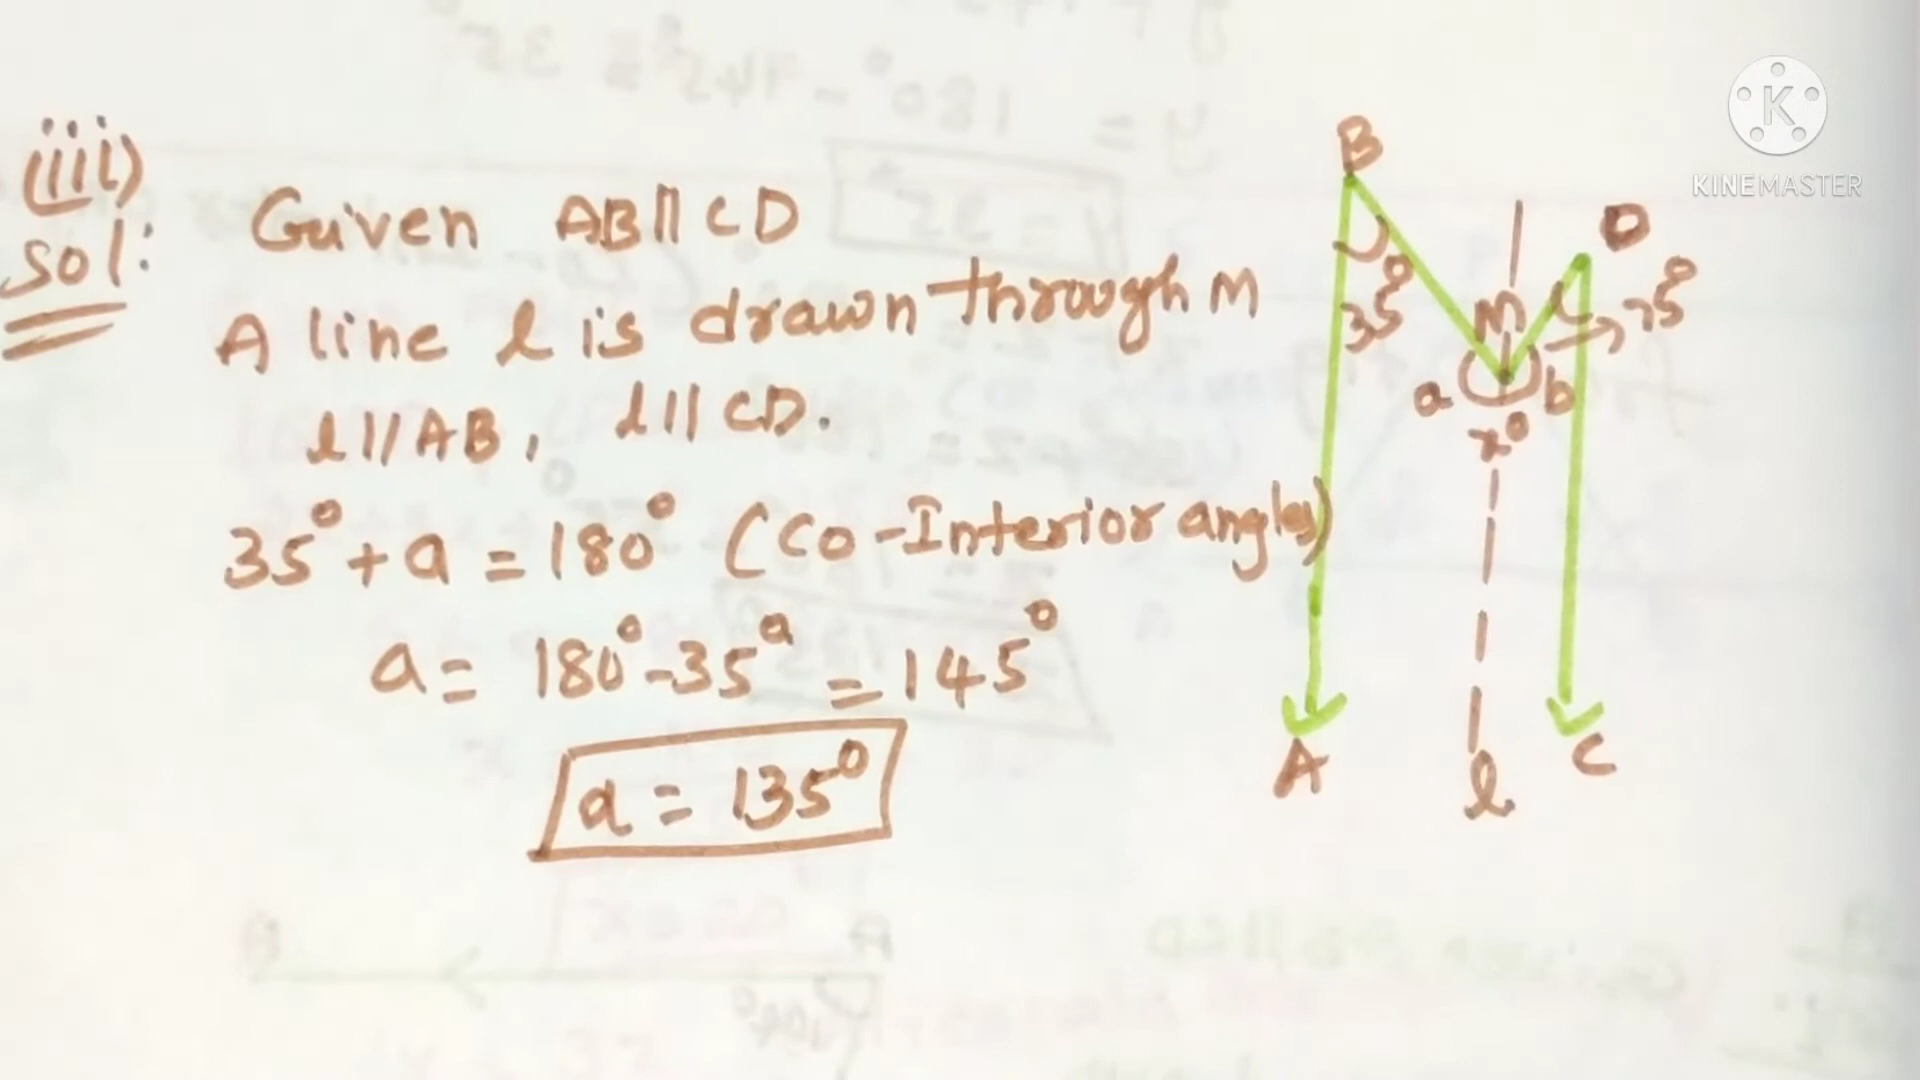 (iii)
Sol:
Given AB || CD
A line l is drawn through M
l // AB, l || CD.
35° + a = 180° (Co-Interior angles)
a = 180° - 35° = 145°
a = 135°
B
D
35°
M
75°
a
b
x°
A
l
C
K
KINEMASTER